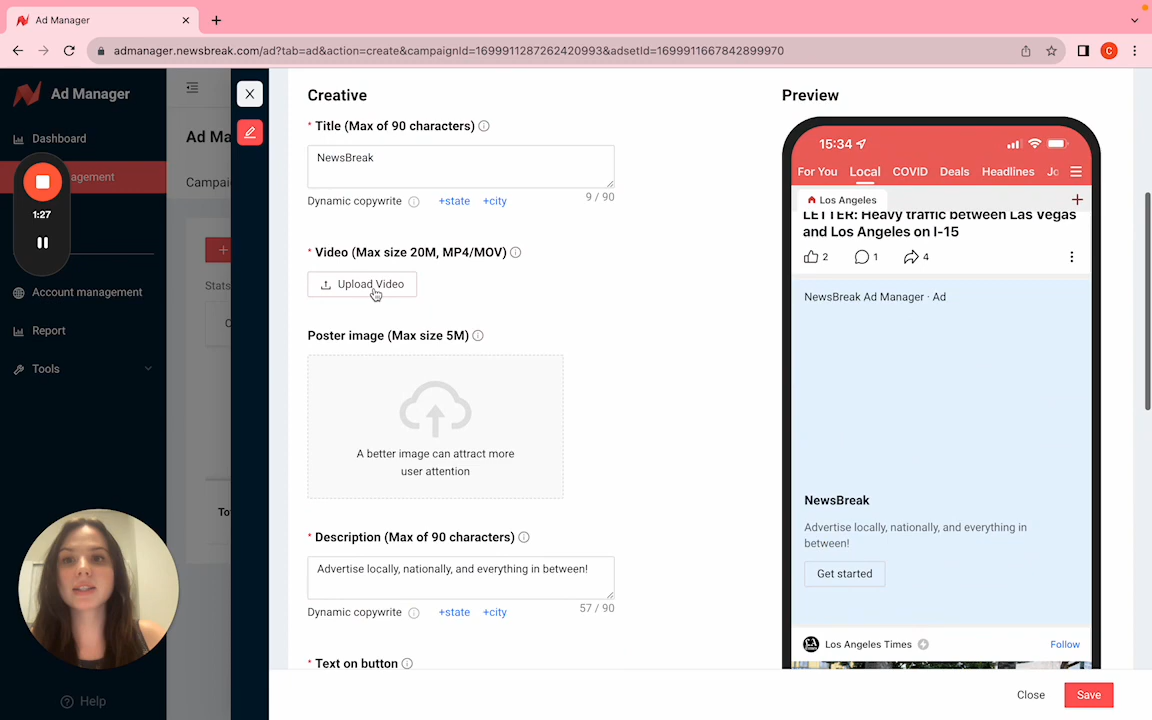 Ad Manager
admanager.newsbreak.com/ad?tab=ad&action=create&campaignId=1699911287262420993&adsetId=1699911667842899970
C
Ad Manager
Dashboard
agement
1:27
Account management
Report
Tools
Help
Ad Ma
Campai
+
Stats
C
To
Creative
* Title (Max of 90 characters)
NewsBreak
Dynamic copywrite +state +city 9 / 90
* Video (Max size 20M, MP4/MOV)
Upload Video
Poster image (Max size 5M)
A better image can attract more
user attention
* Description (Max of 90 characters)
Advertise locally, nationally, and everything in between!
Dynamic copywrite +state +city 57 / 90
* Text on button
Preview
15:34
For You Local COVID Deals Headlines Jo
Los Angeles
LETTER: Heavy traffic between Las Vegas
and Los Angeles on I-15
2 1 4
NewsBreak Ad Manager · Ad
NewsBreak
Advertise locally, nationally, and everything in
between!
Get started
Los Angeles Times Follow
Close Save